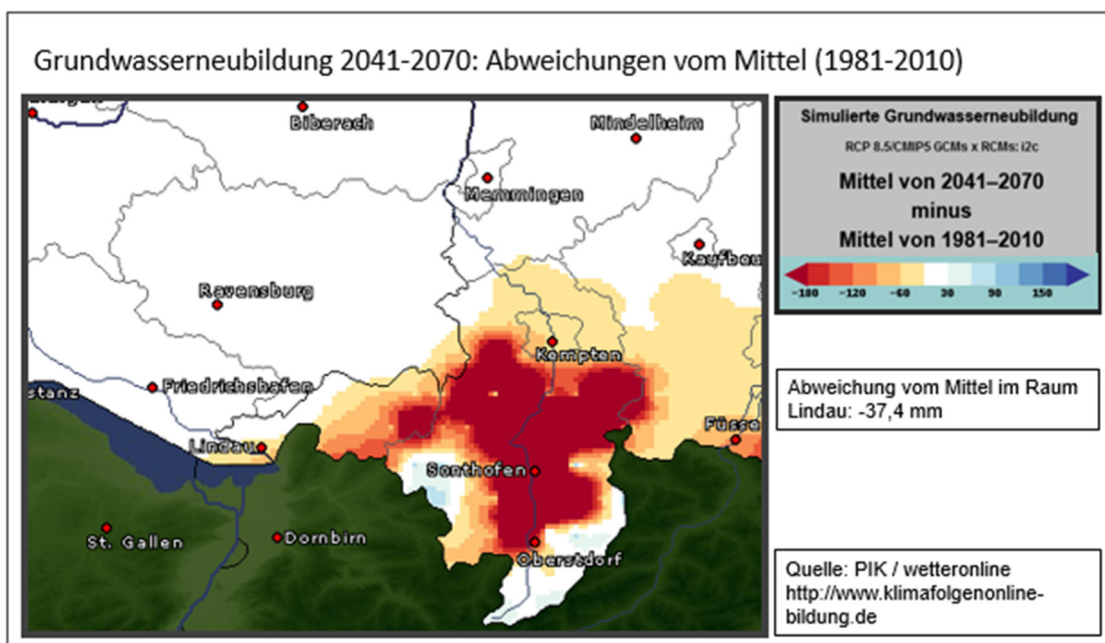 Grundwasserneubildung 2041-2070: Abweichungen vom Mittel (1981-2010)
Biberach
Mindelheim
Memmingen
Kaufbeu
Ravensburg
Kempten
Friedrichshafen
stanz
Füsse
Lindau
Sonthofen
St. Gallen
Dornbirn
Oberstdorf
Simulierte Grundwasserneubildung
RCP 8.5/CMIP5 GCMs x RCMs: i2c
Mittel von 2041–2070
minus
Mittel von 1981–2010
-180 -120 -60 30 90 150
Abweichung vom Mittel im Raum
Lindau: -37,4 mm
Quelle: PIK / wetteronline
http://www.klimafolgenonline-
bildung.de